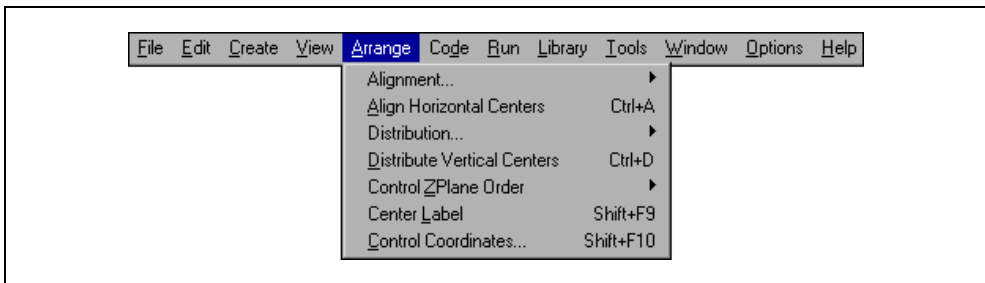 File Edit Create View Arrange Code Run Library Tools Window Options Help
Alignment...
Align Horizontal Centers Ctrl+A
Distribution...
Distribute Vertical Centers Ctrl+D
Control ZPlane Order
Center Label Shift+F9
Control Coordinates... Shift+F10